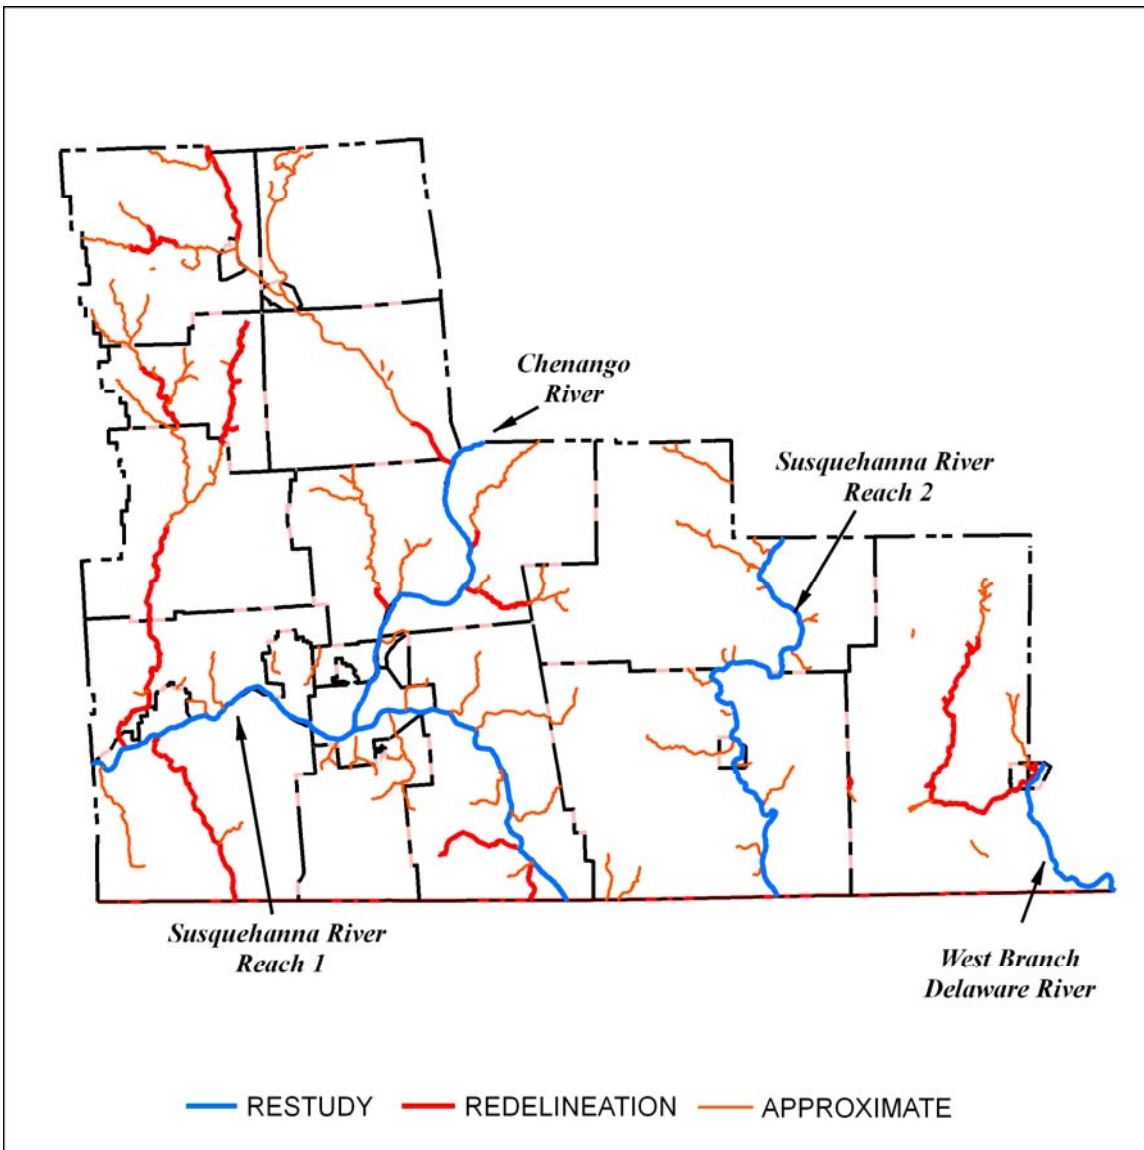 Chenango
River
Susquehanna River
Reach 2
Susquehanna River
Reach 1
West Branch
Delaware River
RESTUDY REDELINEATION APPROXIMATE